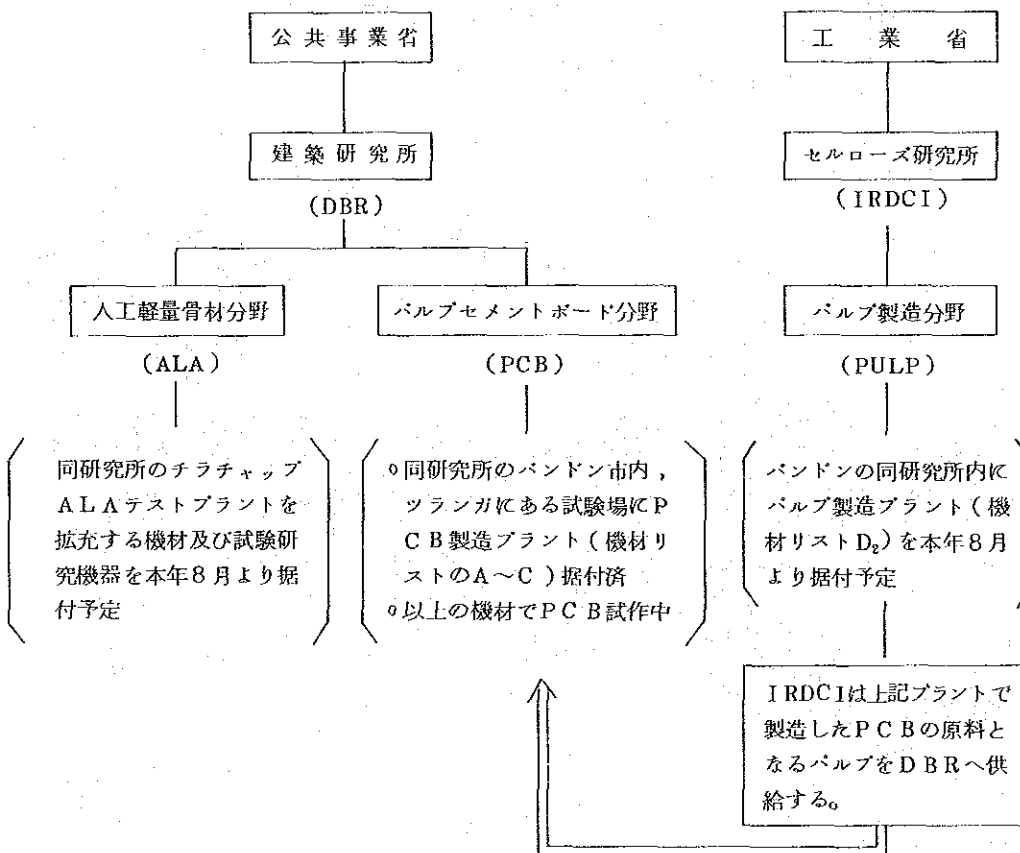 公共事業省
工業省
建築研究所
セルローズ研究所
(DBR)
(IRDCI)
人工軽量骨材分野
パルプセメントボード分野
パルプ製造分野
(ALA)
(PCB)
(PULP)
同研究所のチラチャップ
ALAテストプラントを
拡充する機材及び試験研
究機器を本年8月より据
付予定
○同研究所のバンドン市内,
ツランガにある試験場にP
CB製造プラント(機材リ
ストのA~C)据付済
○以上の機材でPCB試作中
バンドンの同研究所内に
パルプ製造プラント(機
材リストD₂)を本年8月
より据付予定
IRDCIは上記プラントで
製造したPCBの原料と
なるパルプをDBRへ供
給する。